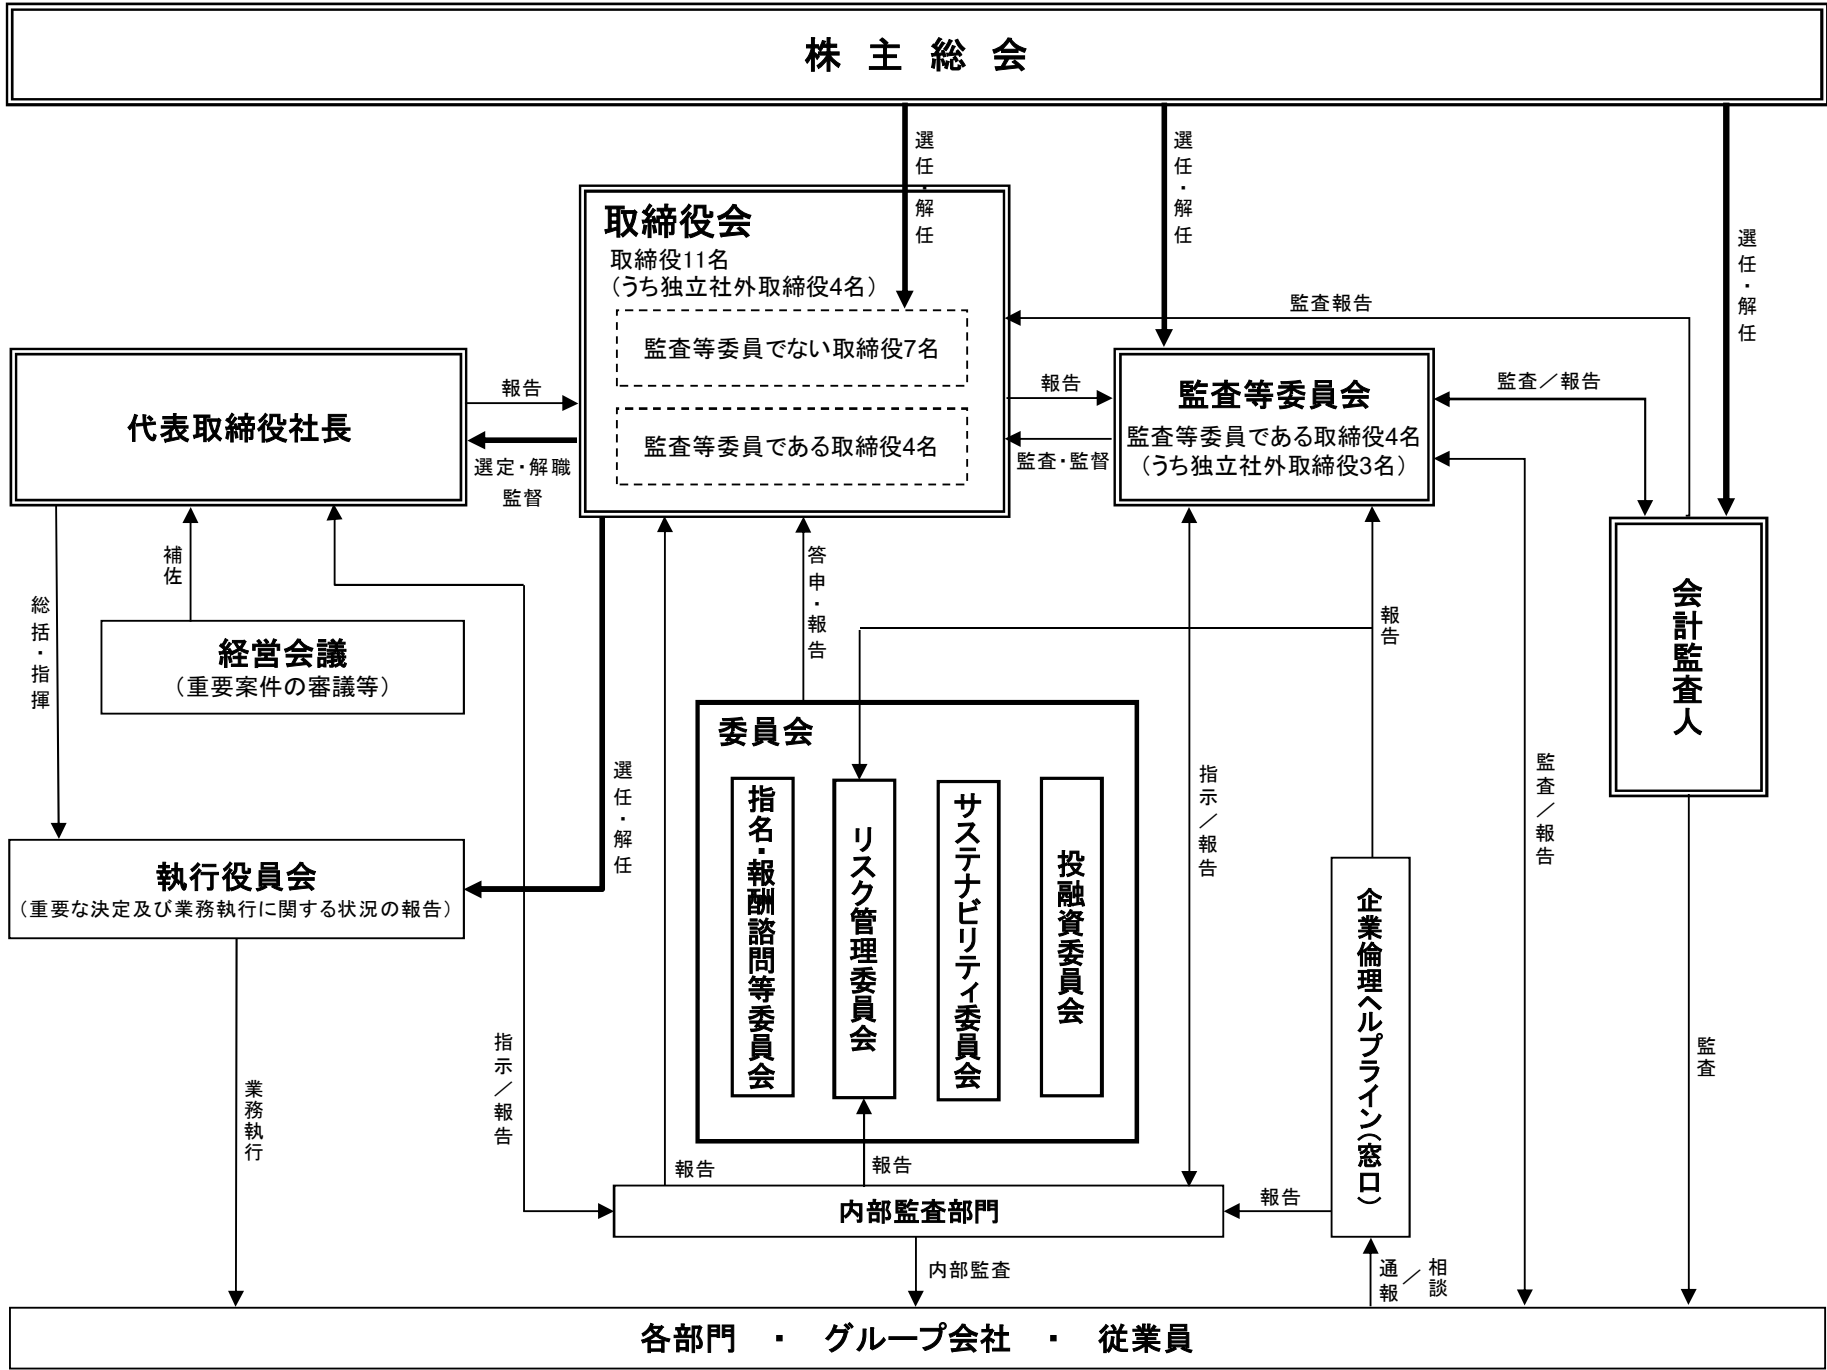 株　主　総　会
選任・解任
選任・解任
選任・解任
取締役会
取締役11名
（うち独立社外取締役4名）
監査等委員でない取締役7名
監査等委員である取締役4名
監査報告
代表取締役社長
報告
選定・解職
監督
報告
監査・監督
監査等委員会
監査等委員である取締役4名
（うち独立社外取締役3名）
監査／報告
会計監査人
補佐
総括・指揮
経営会議
（重要案件の審議等）
答申・報告
報告
選任・解任
委員会
指名・報酬諮問等委員会
リスク管理委員会
サステナビリティ委員会
投融資委員会
指示／報告
監査／報告
執行役員会
（重要な決定及び業務執行に関する状況の報告）
企業倫理ヘルプライン（窓口）
業務執行
指示／報告
監査
報告
報告
内部監査部門
報告
内部監査
通報／相談
各部門　・　グループ会社　・　従業員